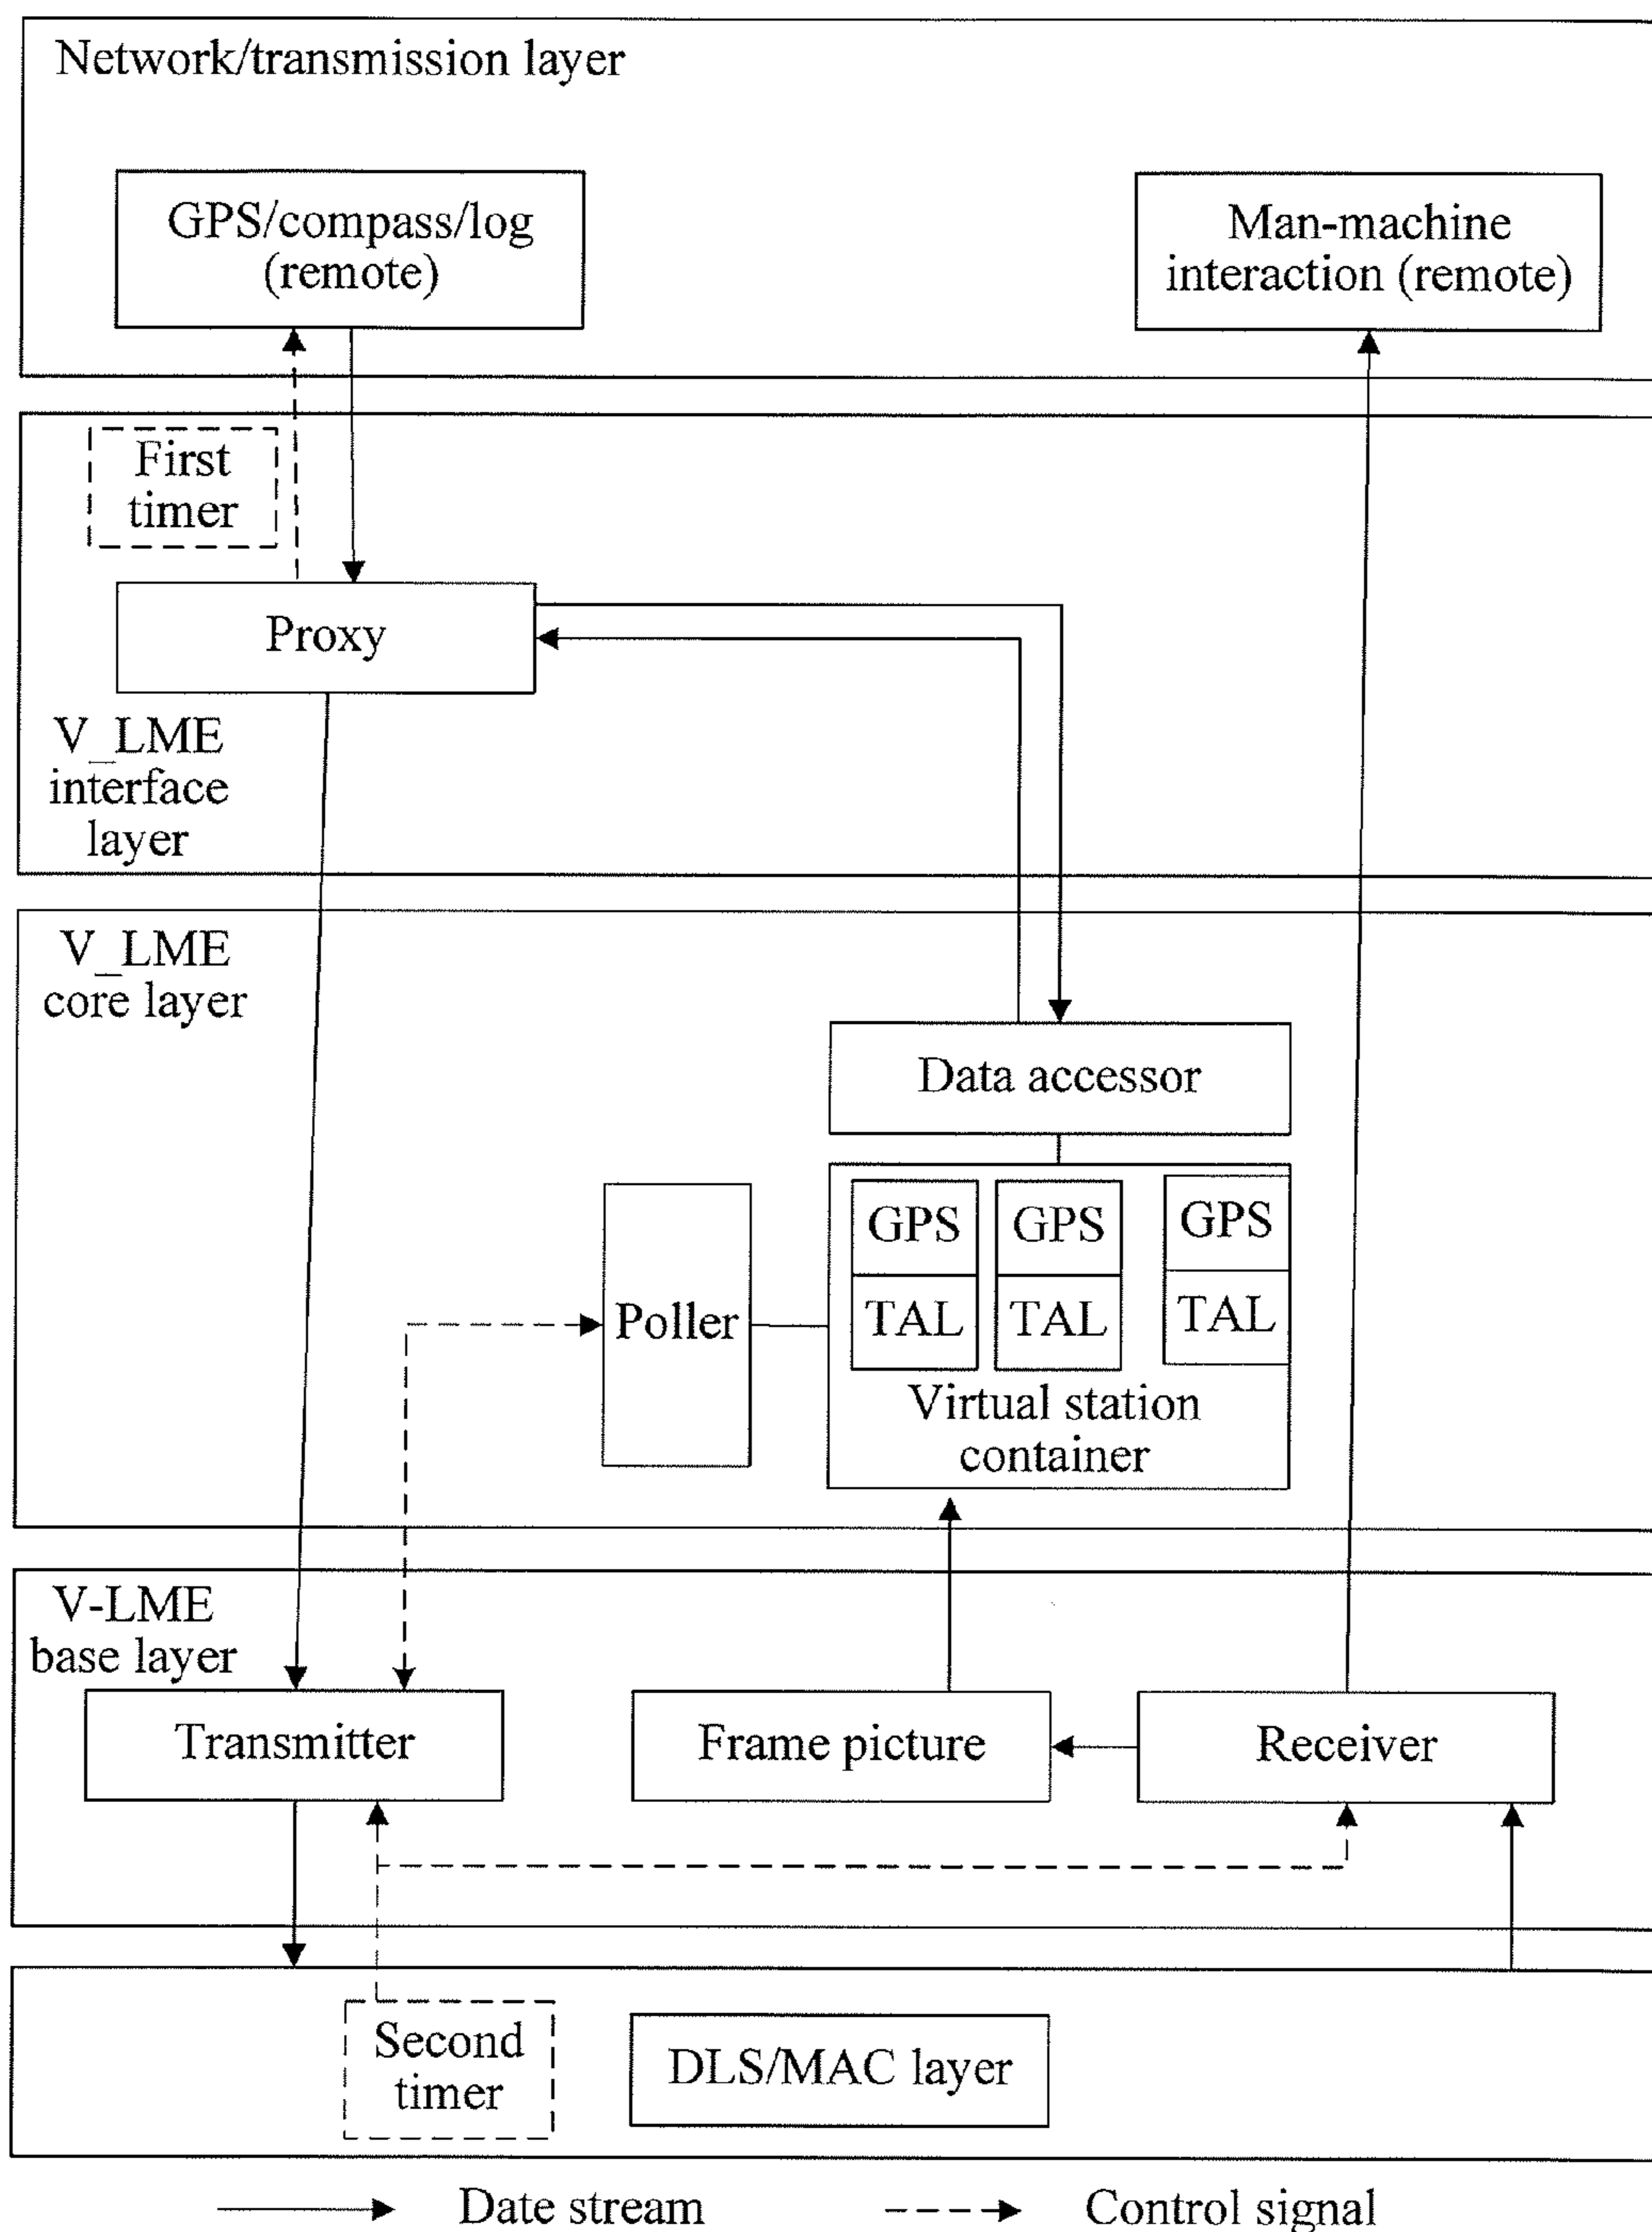 Network/transmission layer
GPS/compass/log
(remote)
Man-machine
interaction (remote)
First
timer
Proxy
V_LME
interface
layer
V_LME
core layer
Data accessor
GPS
GPS
GPS
TAL
TAL
TAL
Poller
Virtual station
container
V-LME
base layer
Transmitter
Frame picture
Receiver
Second
timer
DLS/MAC layer
Date stream
Control signal